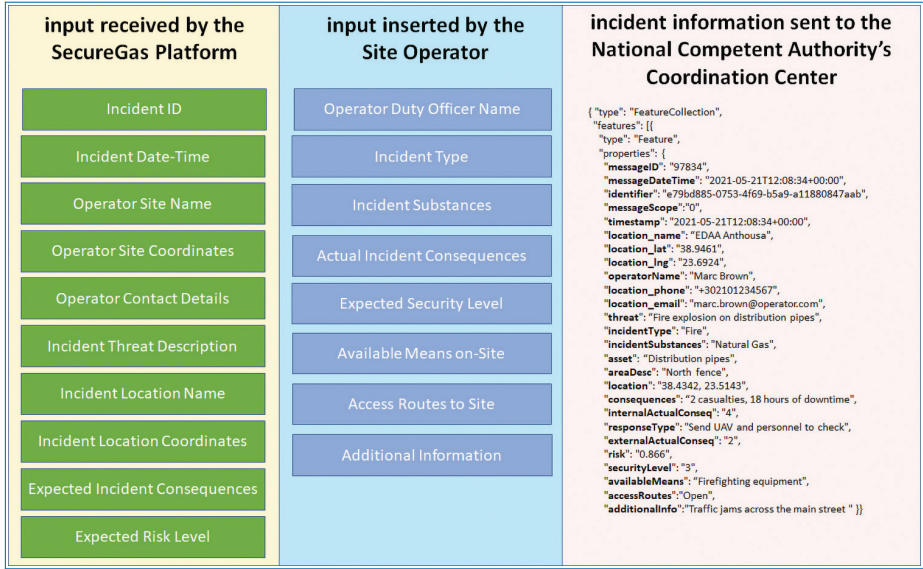 input received by the
SecureGas Platform
Incident ID
Incident Date-Time
Operator Site Name
Operator Site Coordinates
Operator Contact Details
Incident Threat Description
Incident Location Name
Incident Location Coordinates
Expected Incident Consequences
Expected Risk Level
input inserted by the
Site Operator
Operator Duty Officer Name
Incident Type
Incident Substances
Actual Incident Consequences
Expected Security Level
Available Means on-Site
Access Routes to Site
Additional Information
incident information sent to the
National Competent Authority’s
Coordination Center
{ "type": "FeatureCollection",
"features": [{
"type": "Feature",
"properties": {
"messageID": "97834",
"messageDateTime": "2021-05-21T12:08:34+00:00",
"identifier": "e79bd885-0753-4f69-b5a9-a11880847aab",
"messageScope":"0",
"timestamp": "2021-05-21T12:08:34+00:00",
"location_name": “EDAA Anthousa",
"location_lat": "38.9461",
"location_lng": "23.6924",
"operatorName": "Marc Brown",
"location_phone": "+302101234567",
"location_email": "marc.brown@operator.com",
"threat": “Fire explosion on distribution pipes",
"incidentType": "Fire",
"incidentSubstances": "Natural Gas",
"asset": “Distribution pipes",
"areaDesc": "North fence",
"location": "38.4342, 23.5143",
"consequences": “2 casualties, 18 hours of downtime",
"internalActualConseq": "4",
"responseType": "Send UAV and personnel to check",
"externalActualConseq": "2",
"risk": "0.866",
"securityLevel": "3",
"availableMeans": “Firefighting equipment",
"accessRoutes":"Open",
"additionalInfo":"Traffic jams across the main street " }}